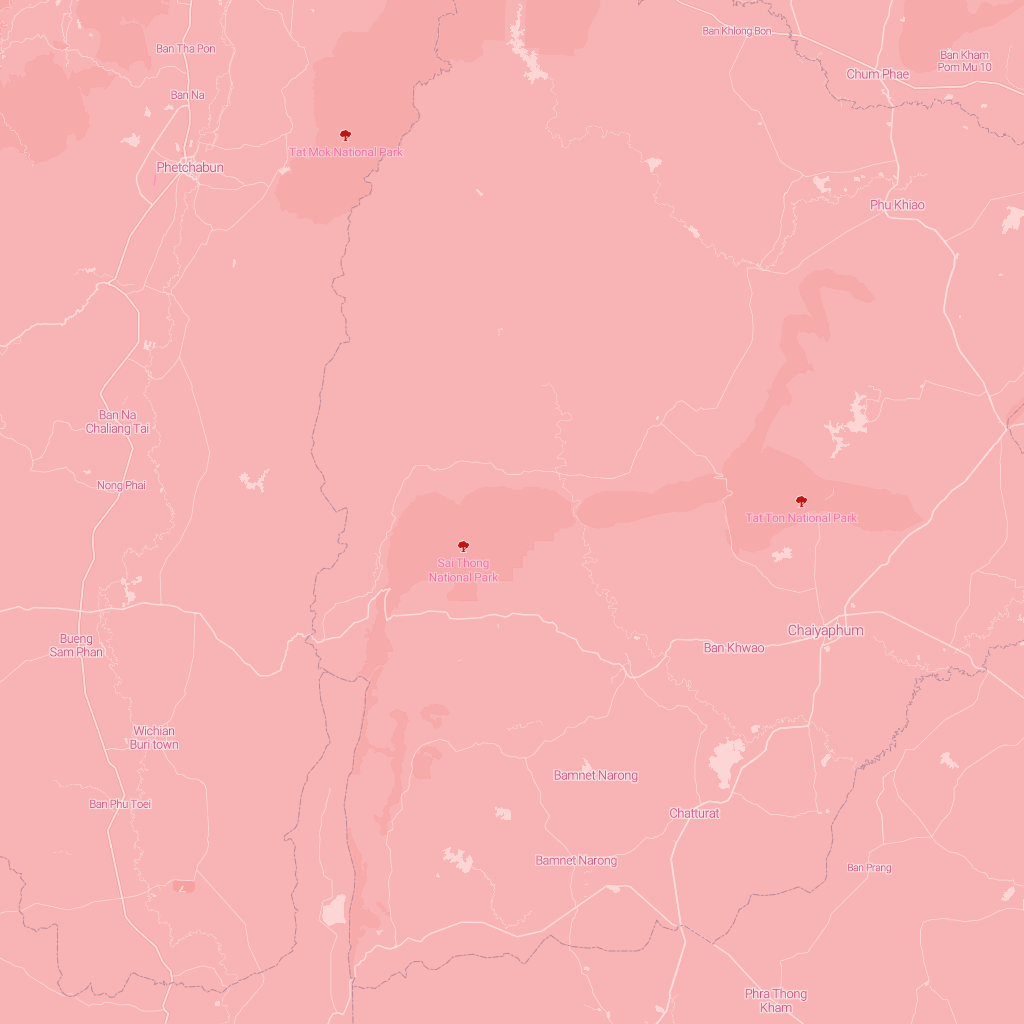 Ban Khlong Bon
Ban Tha Pon
Ban Kham
Pom Mu 10
Chum Phae
Ban Na
Tat Mok National Park
Phetchabun
Phu Khiao
Ban Na
Chaliang Tai
Nong Phai
Tat Ton National Park
Sai Thong
National Park
Chaiyaphum
Bueng
Sam Phan
Ban Khwao
Wichian
Buri town
Bamnet Narong
Ban Phu Toei
Chatturat
Bamnet Narong
Ban Prang
Phra Thong
Kham